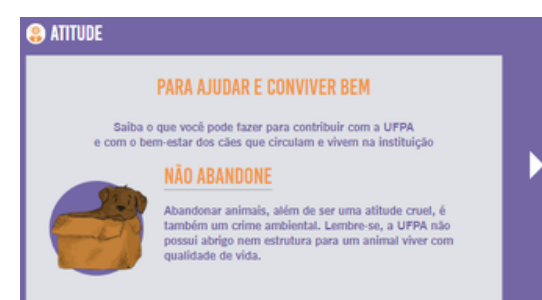 ATITUDE
PARA AJUDAR E CONVIVER BEM
Saiba o que você pode fazer para contribuir com a UFPA
e com o bem-estar dos cães que circulam e vivem na instituição
NÃO ABANDONE
Abandonar animais, além de ser uma atitude cruel, é
também um crime ambiental. Lembre-se, a UFPA não
possui abrigo nem estrutura para um animal viver com
qualidade de vida.